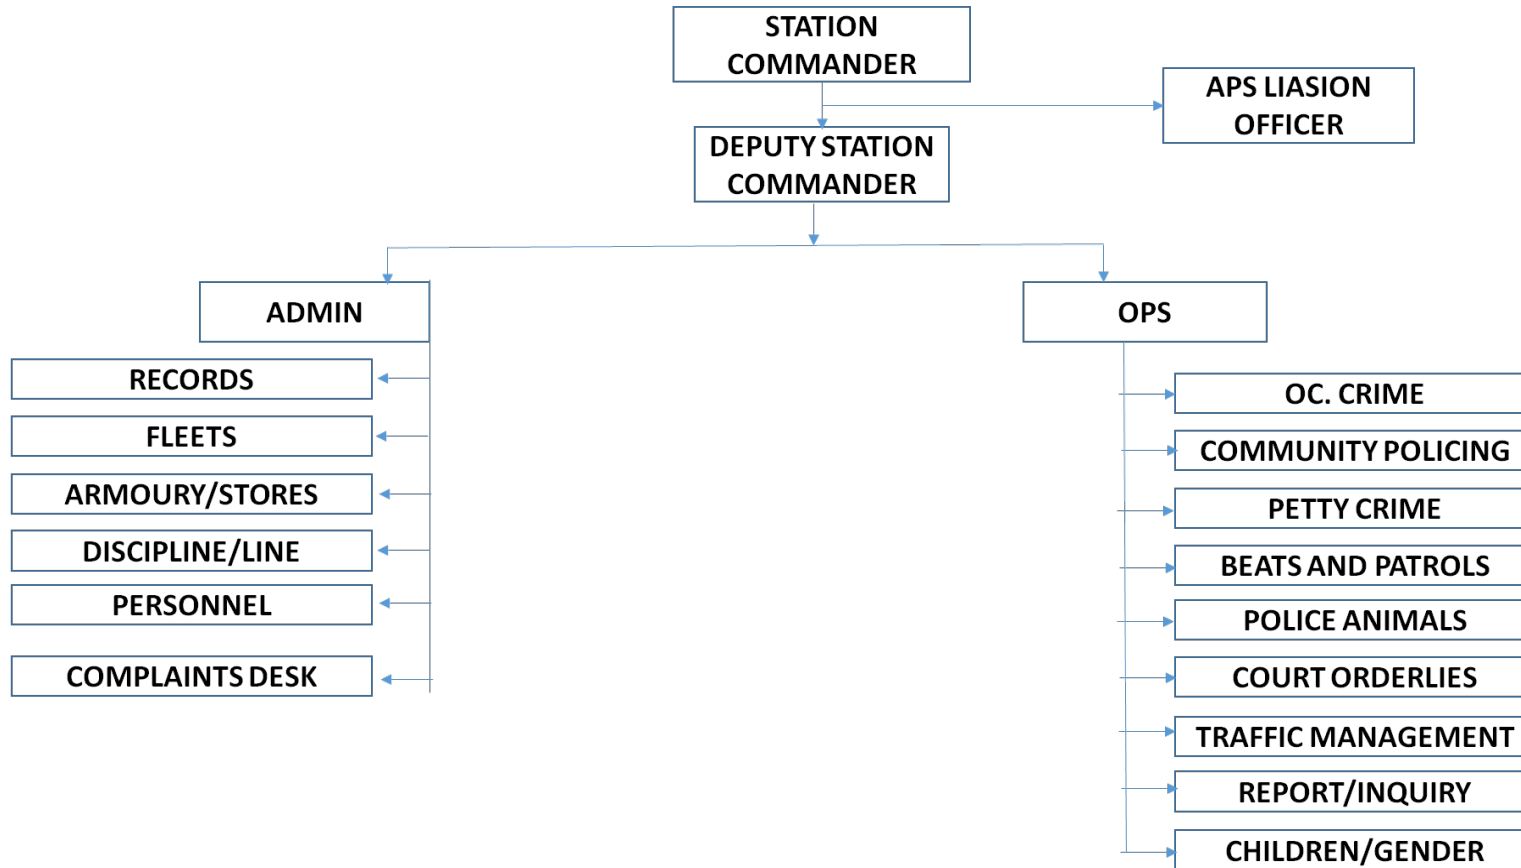 STATION
COMMANDER
APS LIASION
OFFICER
DEPUTY STATION
COMMANDER
ADMIN
OPS
RECORDS
FLEETS
ARMOURY/STORES
DISCIPLINE/LINE
PERSONNEL
COMPLAINTS DESK
OC. CRIME
COMMUNITY POLICING
PETTY CRIME
BEATS AND PATROLS
POLICE ANIMALS
COURT ORDERLIES
TRAFFIC MANAGEMENT
REPORT/INQUIRY
CHILDREN/GENDER